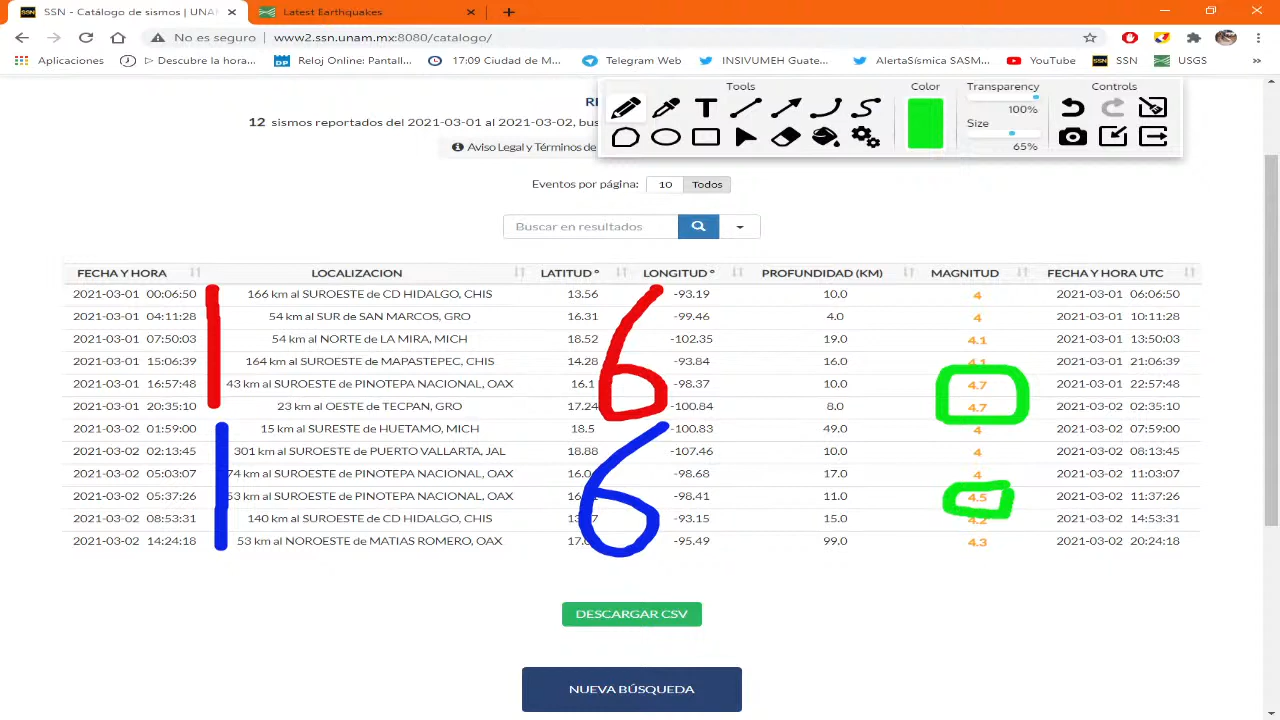 SSN - Catálogo de sismos | UNA
Latest Earthquakes
No es seguro | www2.ssn.unam.mx:8080/catalogo/
Aplicaciones
Descubre la hora...
Reloj Online: Pantall...
17:09 Ciudad de M...
Telegram Web
INSIVUMEH Guate...
AlertaSísmica SASM...
YouTube
SSN
USGS
»
Tools
Color
Transparency
Controls
100%
Size
65%
RE
12 sismos reportados del 2021-03-01 al 2021-03-02, bus
Aviso Legal y Términos de
Eventos por página: 10 Todos
Buscar en resultados
FECHA Y HORA LOCALIZACION LATITUD º LONGITUD º PROFUNDIDAD (KM) MAGNITUD FECHA Y HORA UTC
2021-03-01 00:06:50 166 km al SUROESTE de CD HIDALGO, CHIS 13.56 -93.19 10.0 4 2021-03-01 06:06:50
2021-03-01 04:11:28 54 km al SUR de SAN MARCOS, GRO 16.31 -99.46 4.0 4 2021-03-01 10:11:28
2021-03-01 07:50:03 54 km al NORTE de LA MIRA, MICH 18.52 -102.35 19.0 4.1 2021-03-01 13:50:03
2021-03-01 15:06:39 164 km al SUROESTE de MAPASTEPEC, CHIS 14.28 -93.84 16.0 4.1 2021-03-01 21:06:39
2021-03-01 16:57:48 43 km al SUROESTE de PINOTEPA NACIONAL, OAX 16.1 -98.37 10.0 4.7 2021-03-01 22:57:48
2021-03-01 20:35:10 km al OESTE de TECPAN, GRO 17.24 -100.84 8.0 4.7 2021-03-02 02:35:10
2021-03-02 01:59:00 15 km al SUROESTE de HUETAMO, MICH 18.5 -100.83 49.0 4 2021-03-02 07:59:00
2021-03-02 02:13:45 301 km al SUROESTE de PUERTO VALLARTA, JAL 18.88 -107.46 10.0 4 2021-03-02 08:13:45
2021-03-02 05:03:07 74 km al SUROESTE de PINOTEPA NACIONAL, OAX -98.68 17.0 4 2021-03-02 11:03:07
2021-03-02 05:37:26 53 km al SUROESTE de PINOTEPA NACIONAL, OAX -98.41 11.0 4.5 2021-03-02 11:37:26
2021-03-02 08:53:31 140 km al SUROESTE de CD HIDALGO, CHIS -93.15 15.0 4.2 2021-03-02 14:53:31
2021-03-02 14:24:18 53 km al NOROESTE de MATIAS ROMERO, OAX -95.49 99.0 4.3 2021-03-02 20:24:18
6
6
DESCARGAR CSV
NUEVA BÚSQUEDA